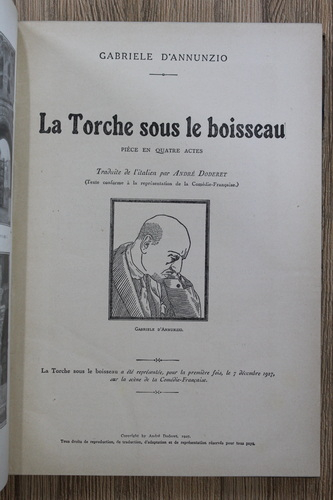 GABRIELE D'ANNUNZIO
La Torche sous le boisseau
PIÈCE EN QUATRE ACTES
Traduite de l'italien par ANDRÉ DODERET
(Texte conforme à la représentation de la Comédie-Française.)
GABRIELE D'ANNUNZIO.
La Torche sous le boisseau a été représentée, pour la première fois, le 7 décembre 1927,
sur la scène de la Comédie-Française.
Copyright by André Doderet,
Tous droits de reproduction, de traduction, d'adaptation et de représentation réservés pour tous pays.